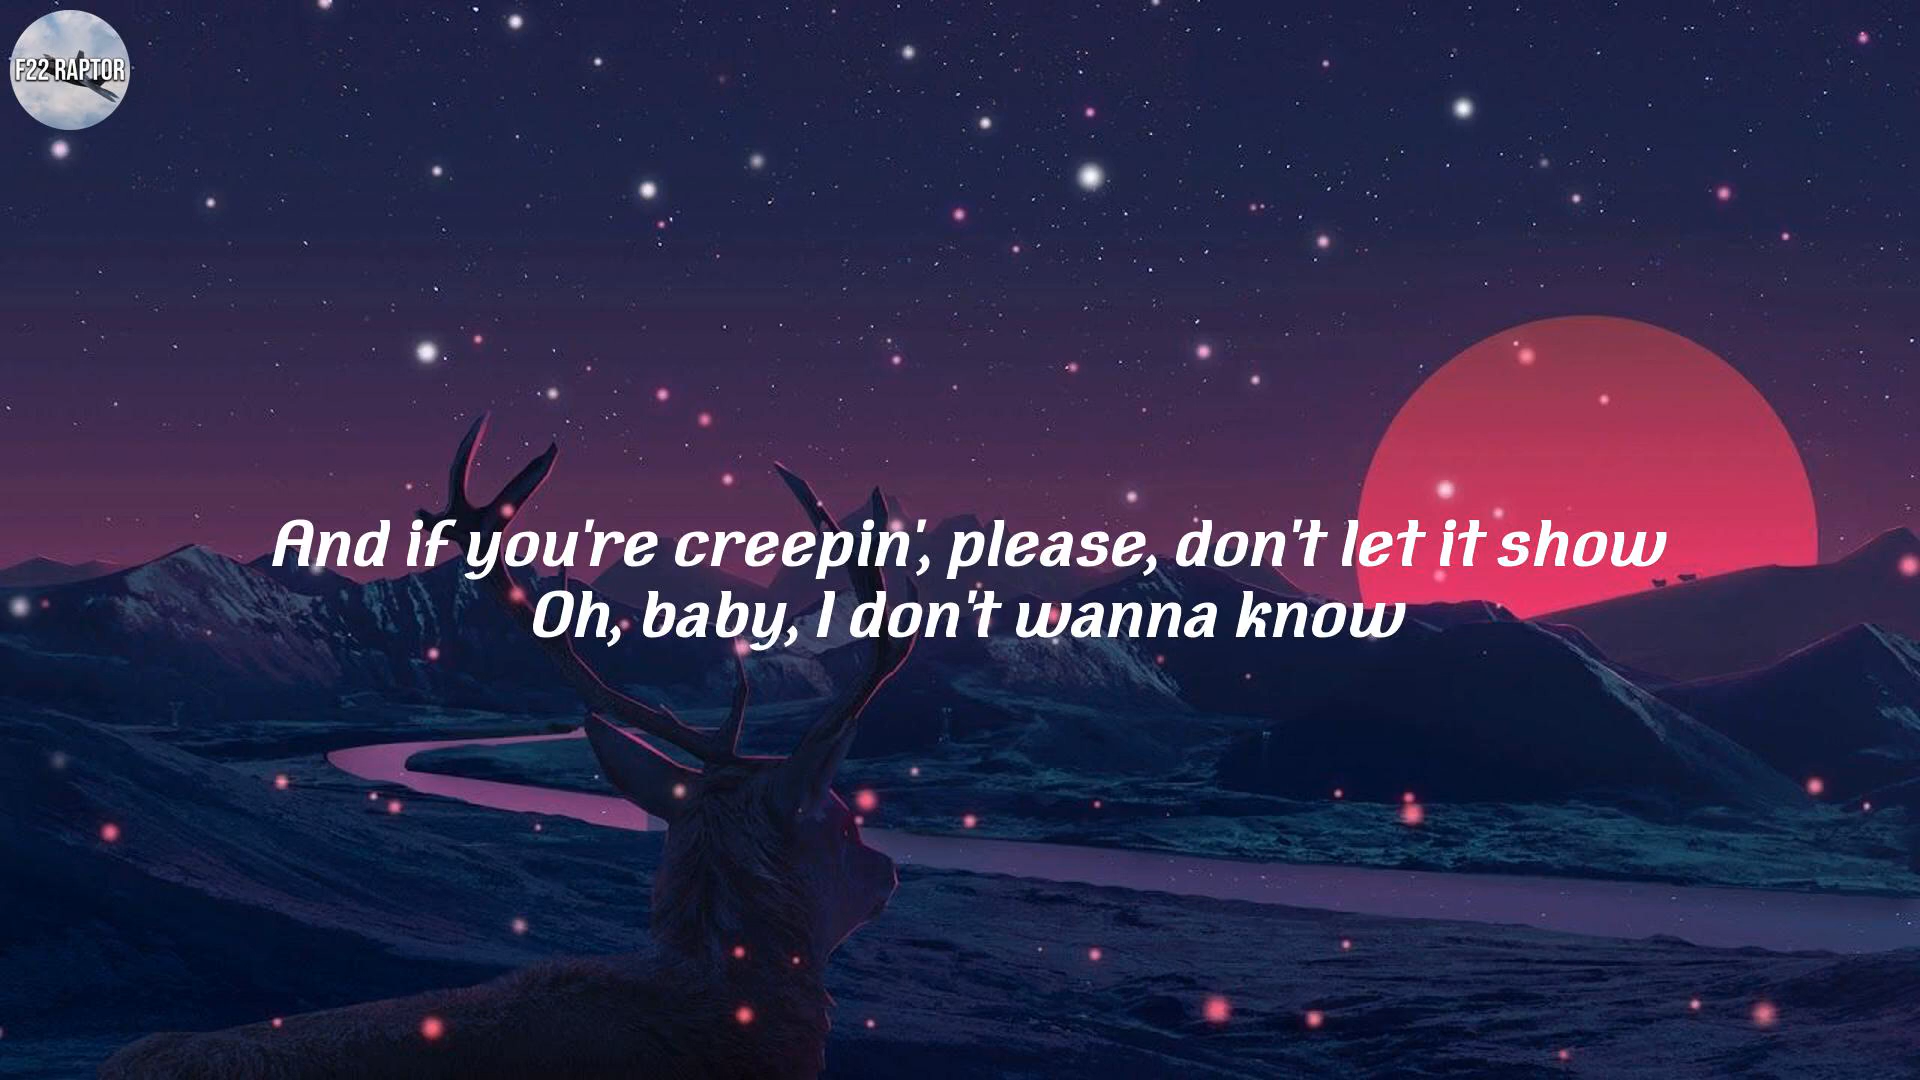 F22 RAPTOR
And if you're creepin', please, don't let it show
Oh, baby, I don't wanna know